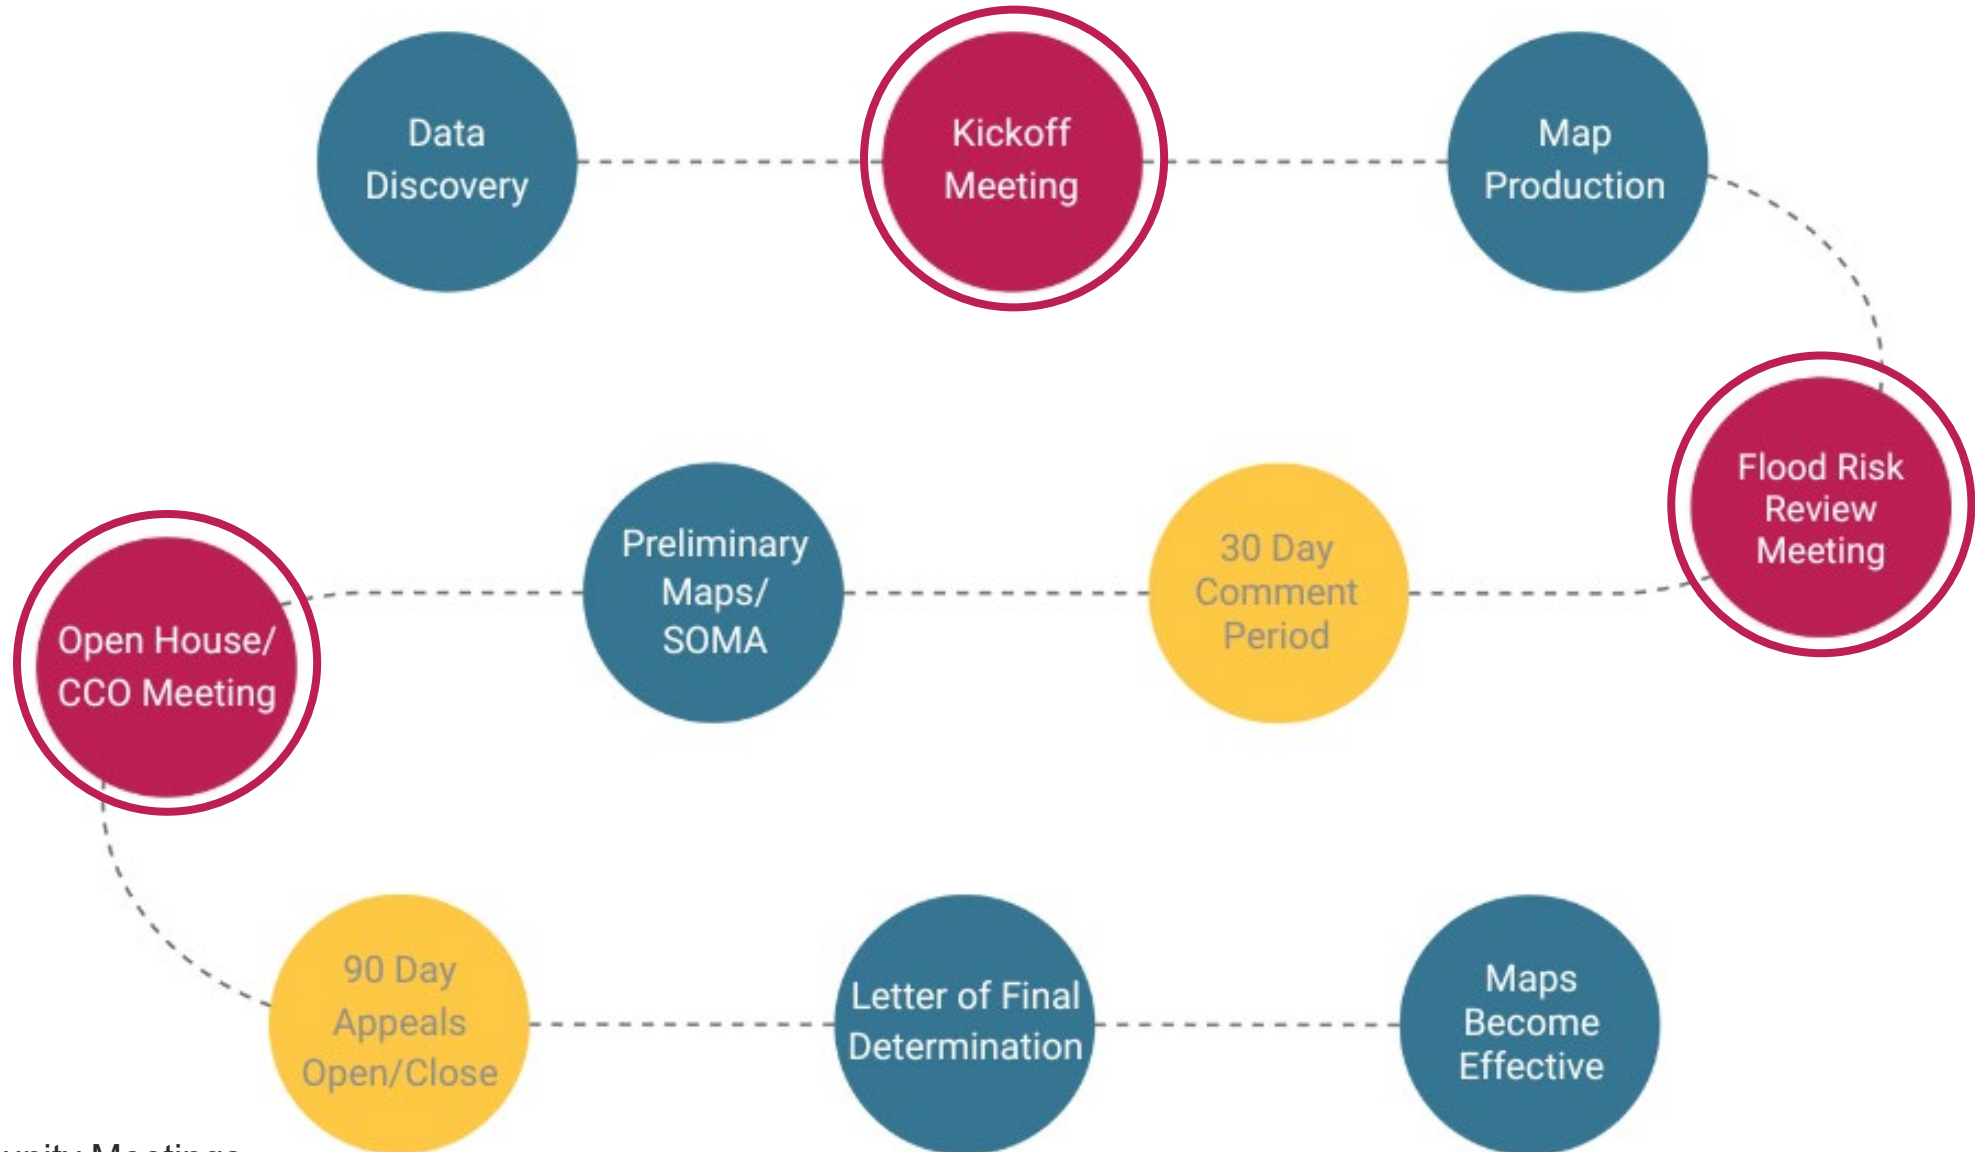 Data
Discovery
Kickoff
Meeting
Map
Production
Flood Risk
Review
Meeting
30 Day
Comment
Period
Preliminary
Maps/
SOMA
Open House/
CCO Meeting
90 Day
Appeals
Open/Close
Letter of Final
Determination
Maps
Become
Effective
Meetings